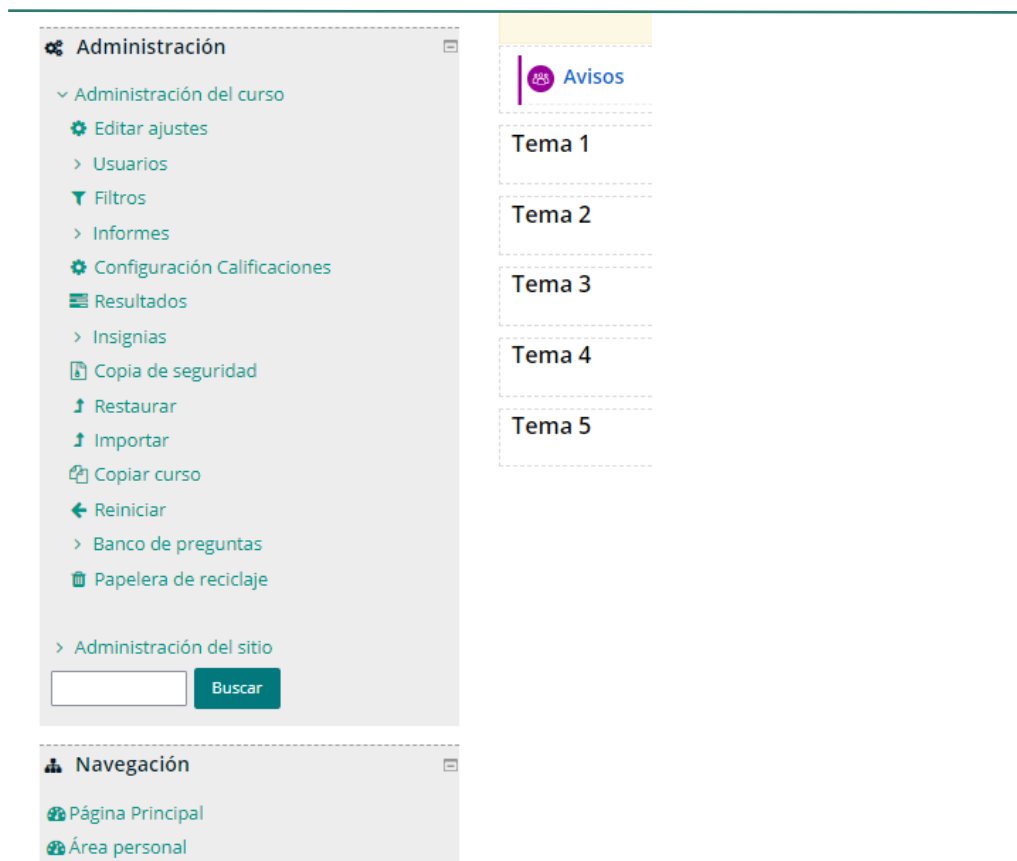 Administración
Administración del curso
Editar ajustes
Usuarios
Filtros
Informes
Configuración Calificaciones
Resultados
Insignias
Copia de seguridad
Restaurar
Importar
Copiar curso
Reiniciar
Banco de preguntas
Papelera de reciclaje
Administración del sitio
Buscar
Navegación
Página Principal
Área personal
Avisos
Tema 1
Tema 2
Tema 3
Tema 4
Tema 5